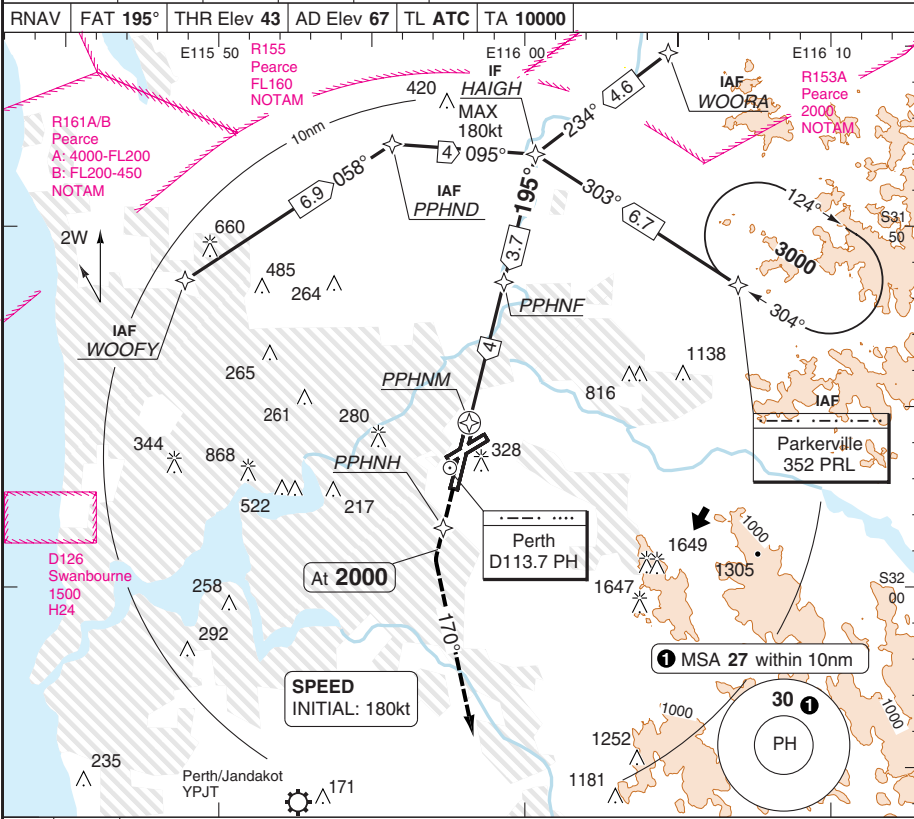 RNAV FAT 195° THR Elev 43 AD Elev 67 TL ATC TA 10000
E115 50
E116 00
E116 10
R155
Pearce
FL160
NOTAM
R161A/B
Pearce
A: 4000-FL200
B: FL200-450
NOTAM
R153A
Pearce
2000
NOTAM
10nm
420
IF
HAIGH
MAX
180kt
IAF
WOORA
234° 4.6
4 095°
6.9 058°
IAF
PPHND
195°
3.7
303° 6.7
124°
3000
304°
S31
50
2W
660
485
264
IAF
WOOFY
PPHNF
4
265
261
PPHNM
280
816
1138
IAF
Parkerville
352 PRL
344
868
522
217
PPHNH
328
Perth
D113.7 PH
D126
Swanbourne
1500
H24
At 2000
170°
1000
1649
1305
1647
S32
00
258
292
1 MSA 27 within 10nm
30 1
PH
SPEED
INITIAL: 180kt
1000
1000
1252
1181
235
Perth/Jandakot
YPJT
171